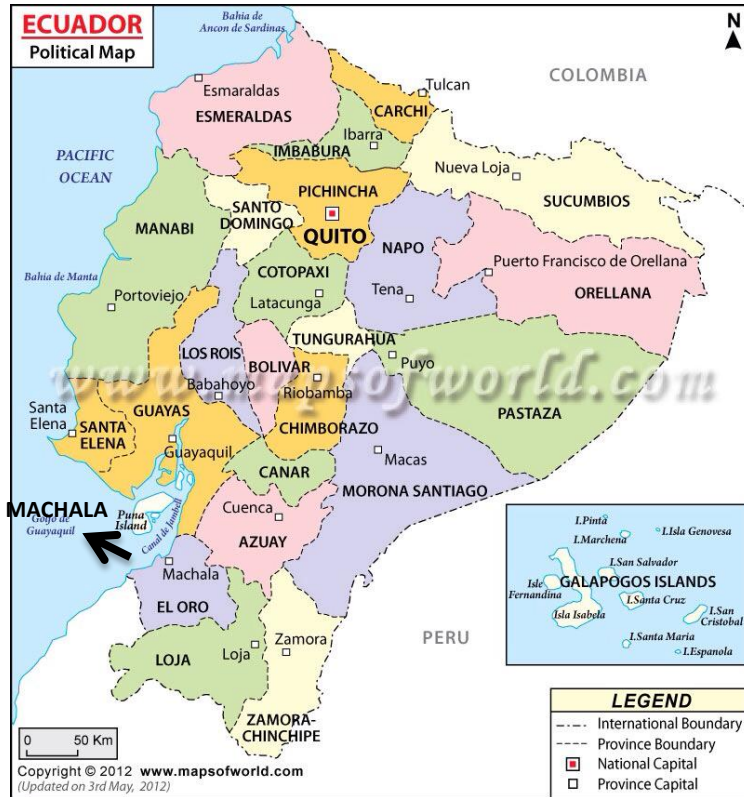 ECUADOR
Political Map
Bahia de
Ancon de Sardinas
N
COLOMBIA
Tulcan
Esmaraldas
ESMERALDAS
CARCHI
Ibarra
IMBABURA
PACIFIC
OCEAN
Nueva Loja
SUCUMBIOS
PICHINCHA
SANTO
DOMINGO
MANABI
QUITO
NAPO
Puerto Francisco de Orellana
ORELLANA
Bahia de Manta
COTOPAXI
Latacunga
Tena
Portoviejo
TUNGURAHUA
LOS ROIS
BOLIVAR
Puyo
www.mapsofworld.com
Babahoyo
Riobamba
PASTAZA
Santa
Elena
SANTA
ELENA
GUAYAS
Guayaquil
CHIMBORAZO
Macas
CANAR
MORONA SANTIAGO
MACHALA
Golfo de
Guayaquil
Puna
Island
Canal de Jambeli
Cuenca
AZUAY
Machala
EL ORO
PERU
LOJA
Loja
Zamora
ZAMORA-
CHINCHIPE
I.Pinta
I.Marchena
I.Isla Genovesa
I.San Salvador
Isle
Fernandina
GALAPOGOS ISLANDS
I.Santa Cruz
Isla Isabela
I.San
Cristobal
I.Santa Maria
I.Espanola
LEGEND
International Boundary
Province Boundary
National Capital
Province Capital
0 50 Km
Copyright © 2012 www.mapsofworld.com
(Updated on 3rd May, 2012)